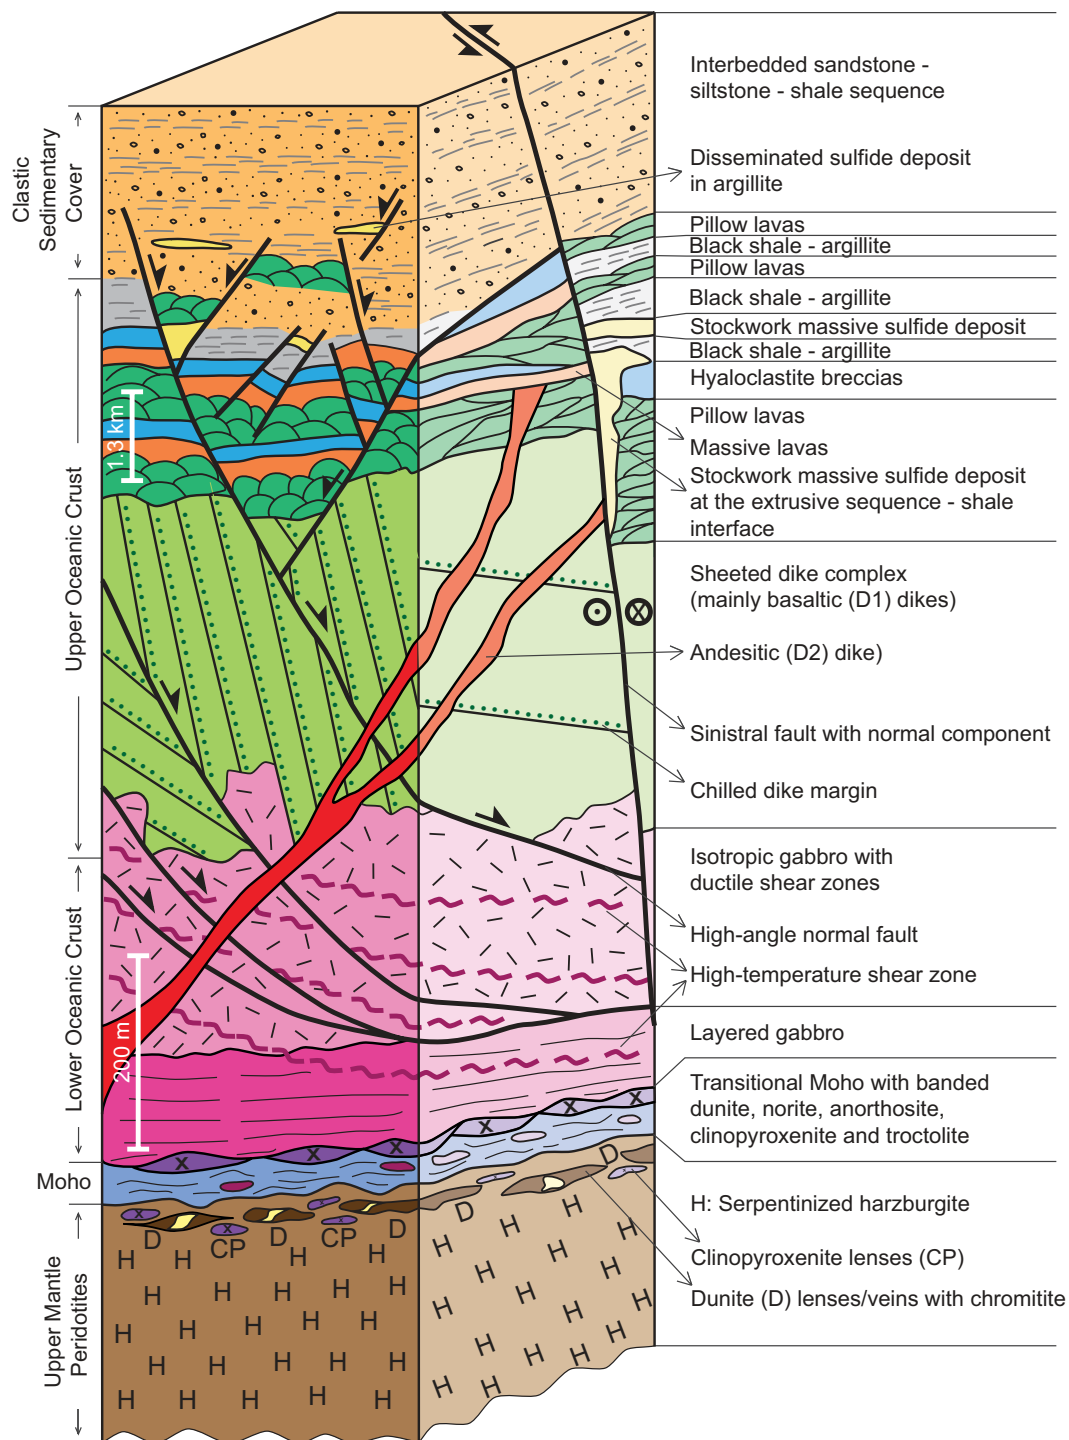 Clastic
Sedimentary
Cover
Upper Oceanic Crust
Lower Oceanic Crust
Moho
Upper Mantle
Peridotites
1.3 km
200 m
Interbedded sandstone -
siltstone - shale sequence
Disseminated sulfide deposit
in argillite
Pillow lavas
Black shale - argillite
Pillow lavas
Black shale - argillite
Stockwork massive sulfide deposit
Black shale - argillite
Hyaloclastite breccias
Pillow lavas
Massive lavas
Stockwork massive sulfide deposit
at the extrusive sequence - shale
interface
Sheeted dike complex
(mainly basaltic (D1) dikes)
Andesitic (D2) dike)
Sinistral fault with normal component
Chilled dike margin
Isotropic gabbro with
ductile shear zones
High-angle normal fault
High-temperature shear zone
Layered gabbro
Transitional Moho with banded
dunite, norite, anorthosite,
clinopyroxenite and troctolite
H: Serpentinized harzburgite
Clinopyroxenite lenses (CP)
Dunite (D) lenses/veins with chromitite
x x x x x
x x x x
D CP D CP D D D
H H H H H H
H H H H H H
H H H H H
H H H H H
H H H H H